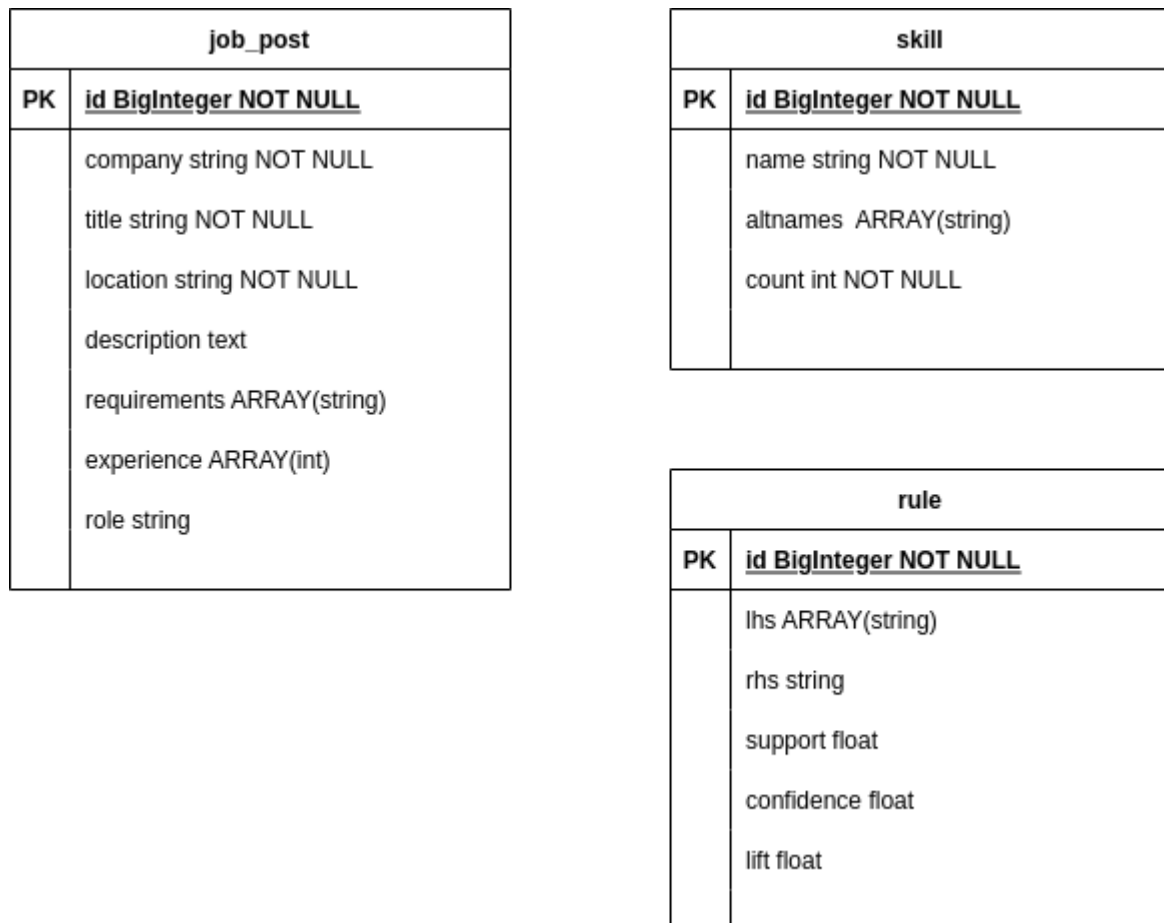 job_post
PK id BigInteger NOT NULL
company string NOT NULL
title string NOT NULL
location string NOT NULL
description text
requirements ARRAY(string)
experience ARRAY(int)
role string
skill
PK id BigInteger NOT NULL
name string NOT NULL
altnames ARRAY(string)
count int NOT NULL
rule
PK id BigInteger NOT NULL
lhs ARRAY(string)
rhs string
support float
confidence float
lift float